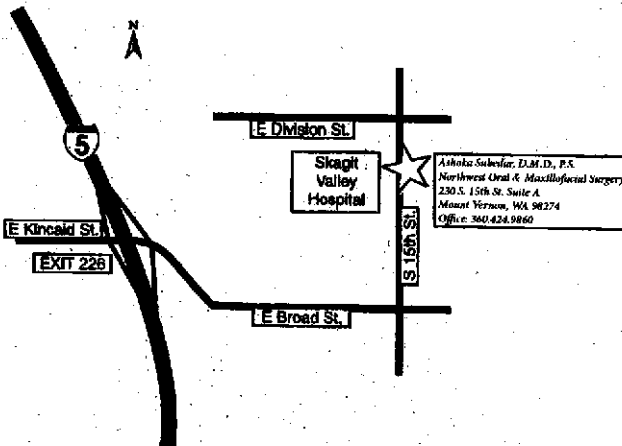 N
5
E Division St.
Skagit
Valley
Hospital
Ashoka Subedar, D.M.D., P.S.
Northwest Oral & Maxillofacial Surgery
230 S. 15th St. Suite A
Mount Vernon, WA 98274
Office: 360.424.9860
E Kincaid St.
EXIT 226
S 15th St.
E Broad St,